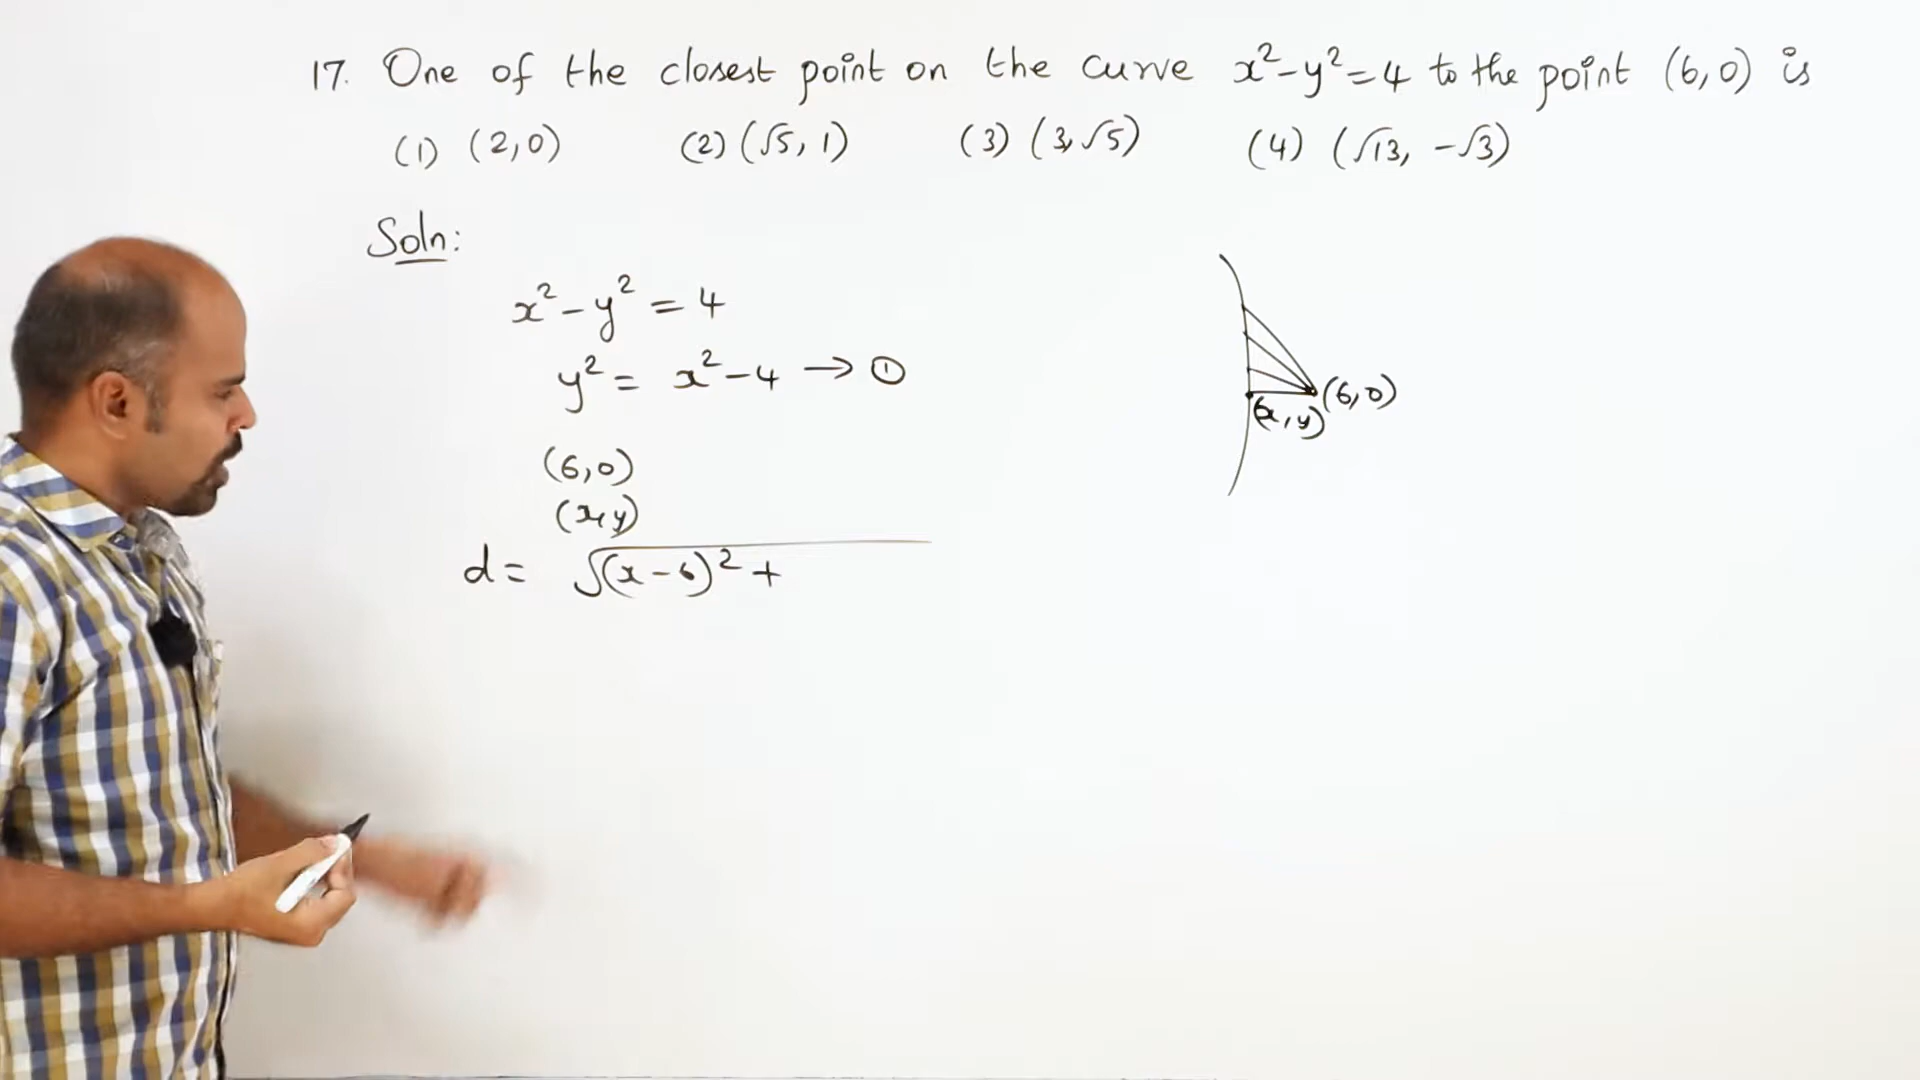 17. One of the closest point on the curve x²-y²=4 to the point (6,0) is
(1) (2,0) (2) (√5, 1) (3) (3,√5) (4) (√13, -√3)
Soln:
x²-y² = 4
y² = x²-4 → ①
(6,0)
(x,y)
(6,0)
(x,y)
d = √(x-6)² +